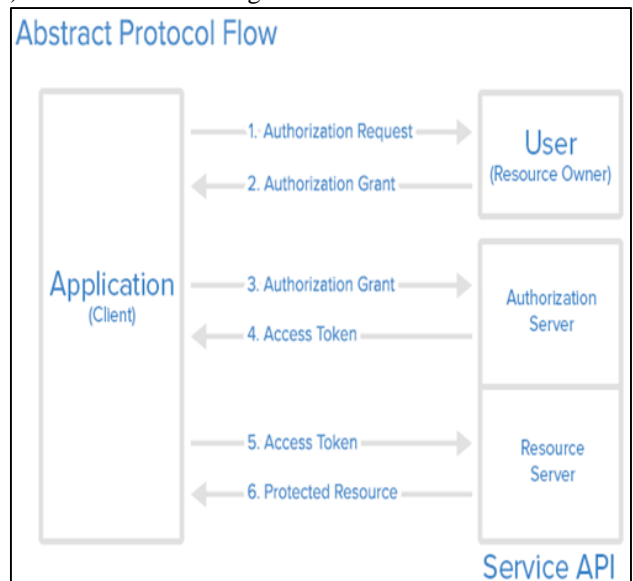 Abstract Protocol Flow
1. Authorization Request
User
(Resource Owner)
2. Authorization Grant
Application
(Client)
3. Authorization Grant
Authorization
Server
4. Access Token
5. Access Token
Resource
Server
6. Protected Resource
Service API